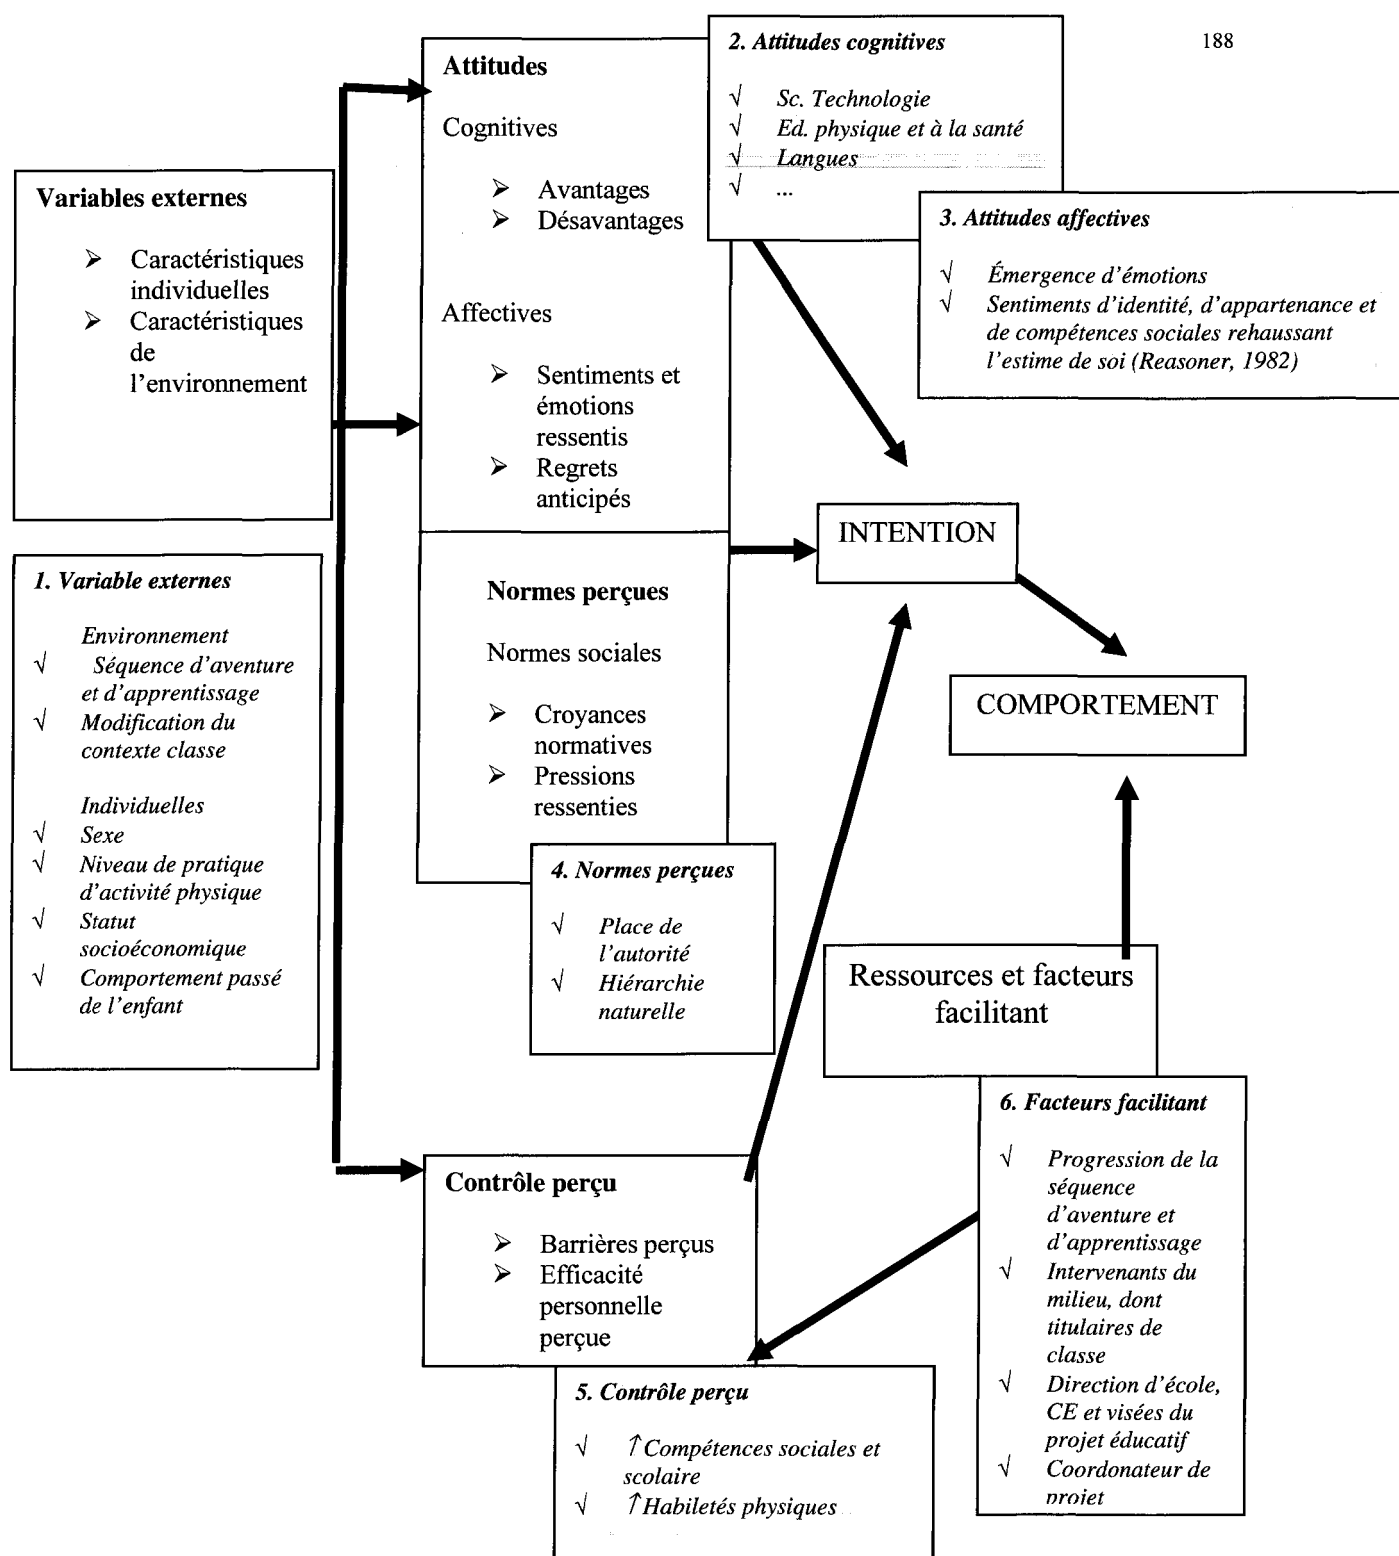 188
Variables externes
➢ Caractéristiques
individuelles
➢ Caractéristiques
de
l'environnement
1. Variable externes
Environnement
√ Séquence d'aventure
et d'apprentissage
√ Modification du
contexte classe
Individuelles
√ Sexe
√ Niveau de pratique
d'activité physique
√ Statut
socioéconomique
√ Comportement passé
de l'enfant
Attitudes
Cognitives
➢ Avantages
➢ Désavantages
Affectives
➢ Sentiments et
émotions
ressentis
➢ Regrets
anticipés
2. Attitudes cognitives
√ Sc. Technologie
√ Ed. physique et à la santé
√ Langues
√ ...
3. Attitudes affectives
√ Émergence d'émotions
√ Sentiments d'identité, d'appartenance et
de compétences sociales rehaussant
l'estime de soi (Reasoner, 1982)
Normes perçues
Normes sociales
➢ Croyances
normatives
➢ Pressions
ressenties
4. Normes perçues
√ Place de
l'autorité
√ Hiérarchie
naturelle
INTENTION
COMPORTEMENT
Ressources et facteurs
facilitant
6. Facteurs facilitant
√ Progression de la
séquence
d'aventure et
d'apprentissage
√ Intervenants du
milieu, dont
titulaires de
classe
√ Direction d'école,
CE et visées du
projet éducatif
√ Coordonateur de
projet
Contrôle perçu
➢ Barrières perçus
➢ Efficacité
personnelle
perçue
5. Contrôle perçu
√ ↑Compétences sociales et
scolaire
√ ↑Habiletés physiques